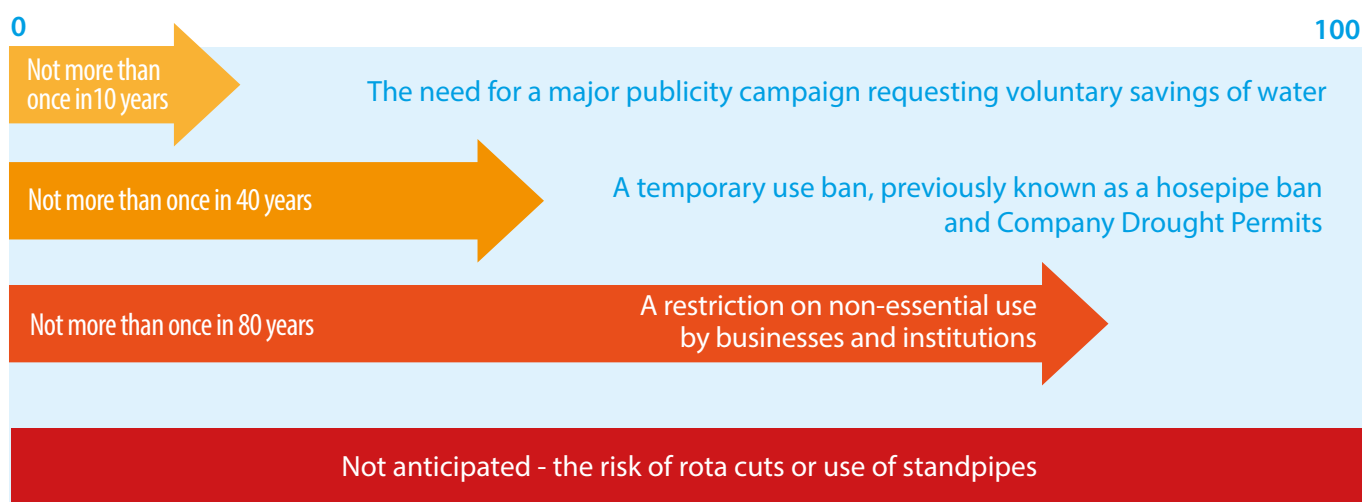 0
100
Not more than
once in10 years
The need for a major publicity campaign requesting voluntary savings of water
Not more than once in 40 years
A temporary use ban, previously known as a hosepipe ban
and Company Drought Permits
Not more than once in 80 years
A restriction on non-essential use
by businesses and institutions
Not anticipated - the risk of rota cuts or use of standpipes